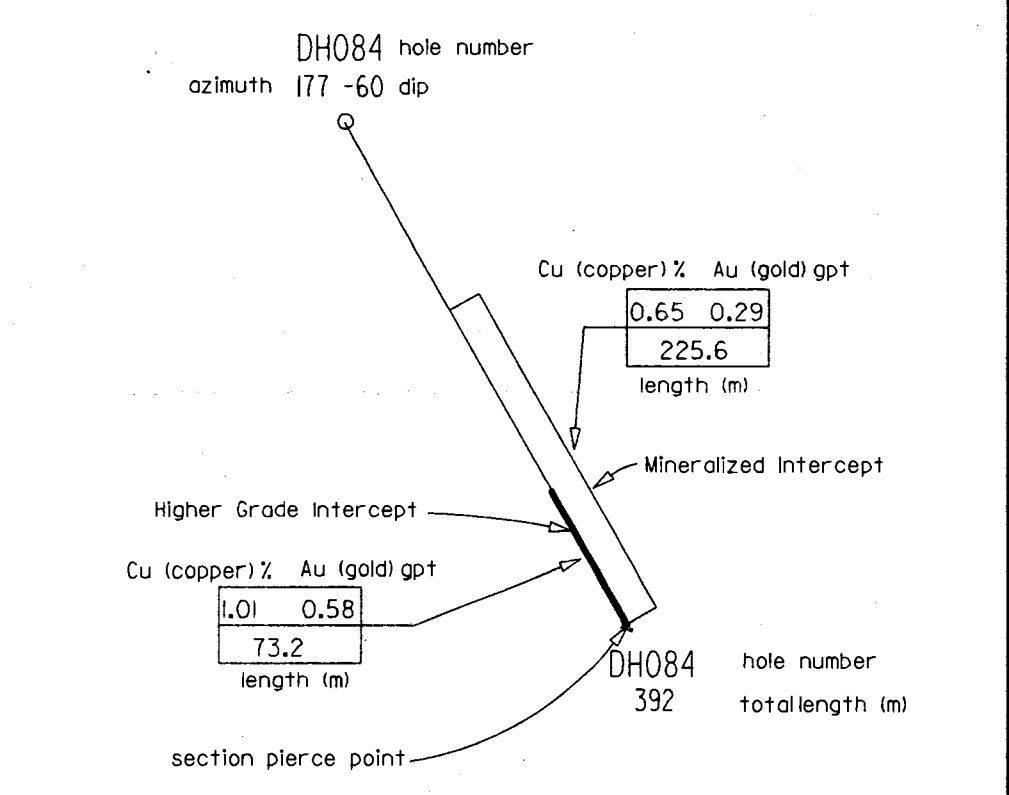 DH084 hole number
azimuth 177 -60 dip
Cu (copper) % Au (gold) gpt
0.65 0.29
225.6
length (m)
Mineralized Intercept
Higher Grade Intercept
Cu (copper) % Au (gold) gpt
1.01 0.58
73.2
length (m)
DH084 hole number
392 total length (m)
section pierce point